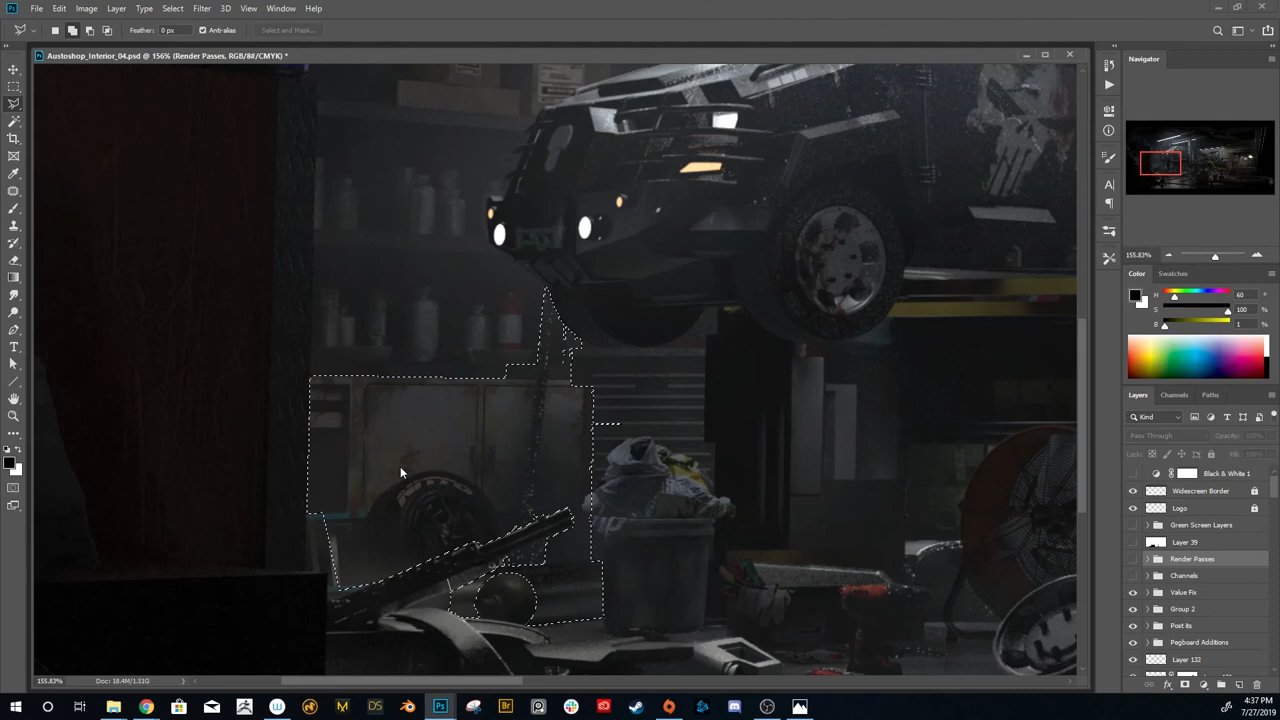 File Edit Image Layer Type Select Filter 3D View Window Help
Feather: 0 px Anti-alias Select and Mask...
Austoshop_Interior_04.psd @ 156% (Render Passes, RGB/8#/CMYK) *
Navigator
155.83%
Color Swatches
H 60 °
S 100 %
B 1 %
Layers Channels Paths
Kind
Pass Through Opacity: 100%
Lock: Fill: 100%
Black & White 1
Widescreen Border
Logo
Green Screen Layers
Layer 39
Render Passes
Channels
Value Fix
Group 2
Post its
Pegboard Additions
Layer 132
155.83% Doc: 18.4M/1.51G
4:37 PM
7/27/2019